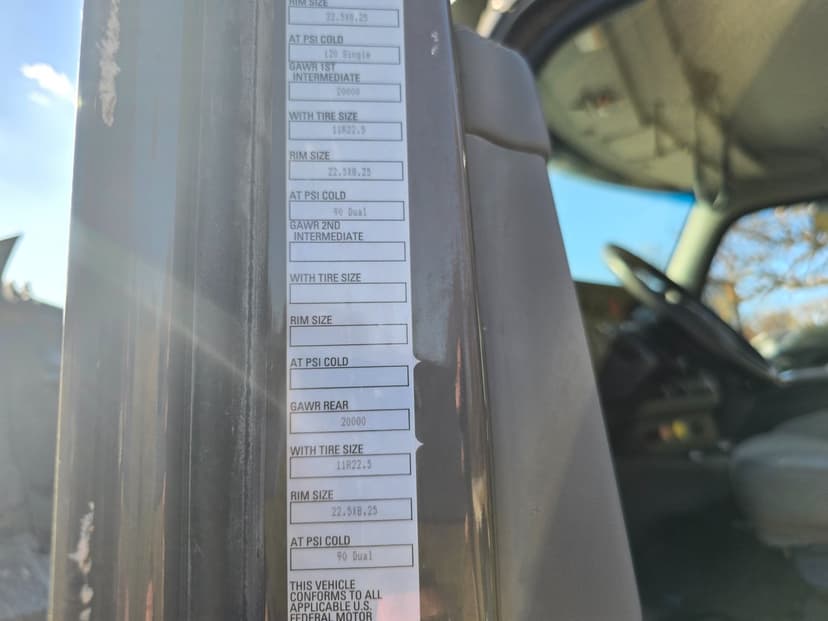 RIM SIZE
22.5X8.25
AT PSI COLD
120 Single
GAWR 1ST
INTERMEDIATE
20000
WITH TIRE SIZE
11R22.5
RIM SIZE
22.5X8.25
AT PSI COLD
90 Dual
GAWR 2ND
INTERMEDIATE
WITH TIRE SIZE
RIM SIZE
AT PSI COLD
GAWR REAR
20000
WITH TIRE SIZE
11R22.5
RIM SIZE
22.5X8.25
AT PSI COLD
90 Dual
THIS VEHICLE
CONFORMS TO ALL
APPLICABLE U.S.
FEDERAL MOTOR